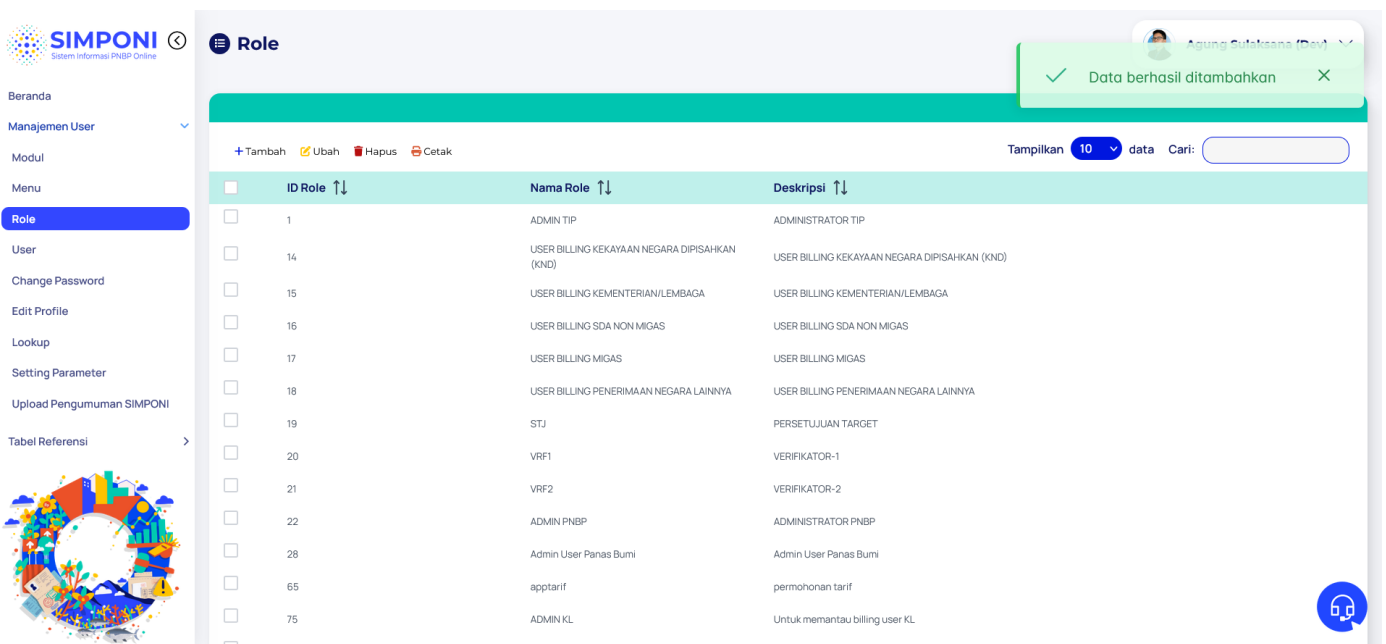 SIMPONI
Sistem Informasi PNBP Online
Beranda
Manajemen User
Modul
Menu
Role
User
Change Password
Edit Profile
Lookup
Setting Parameter
Upload Pengumuman SIMPONI
Tabel Referensi
Role
Agung Sulaksana (Dev)
Data berhasil ditambahkan
Tambah Ubah Hapus Cetak
Tampilkan 10 data Cari:
ID Role Nama Role Deskripsi
1 ADMIN TIP ADMINISTRATOR TIP
14 USER BILLING KEKAYAAN NEGARA DIPISAHKAN (KND) USER BILLING KEKAYAAN NEGARA DIPISAHKAN (KND)
15 USER BILLING KEMENTERIAN/LEMBAGA USER BILLING KEMENTERIAN/LEMBAGA
16 USER BILLING SDA NON MIGAS USER BILLING SDA NON MIGAS
17 USER BILLING MIGAS USER BILLING MIGAS
18 USER BILLING PENERIMAAN NEGARA LAINNYA USER BILLING PENERIMAAN NEGARA LAINNYA
19 STJ PERSETUJUAN TARGET
20 VRF1 VERIFIKATOR-1
21 VRF2 VERIFIKATOR-2
22 ADMIN PNBP ADMINISTRATOR PNBP
28 Admin User Panas Bumi Admin User Panas Bumi
65 apptarif permohonan tarif
75 ADMIN KL Untuk memantau billing user KL